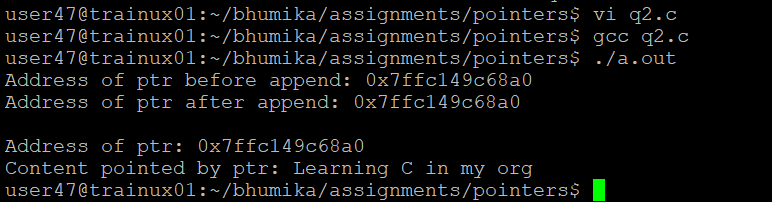 user47@trainux01:~/bhumika/assignments/pointers$ vi q2.c
user47@trainux01:~/bhumika/assignments/pointers$ gcc q2.c
user47@trainux01:~/bhumika/assignments/pointers$ ./a.out
Address of ptr before append: 0x7ffc149c68a0
Address of ptr after append: 0x7ffc149c68a0
Address of ptr: 0x7ffc149c68a0
Content pointed by ptr: Learning C in my org
user47@trainux01:~/bhumika/assignments/pointers$